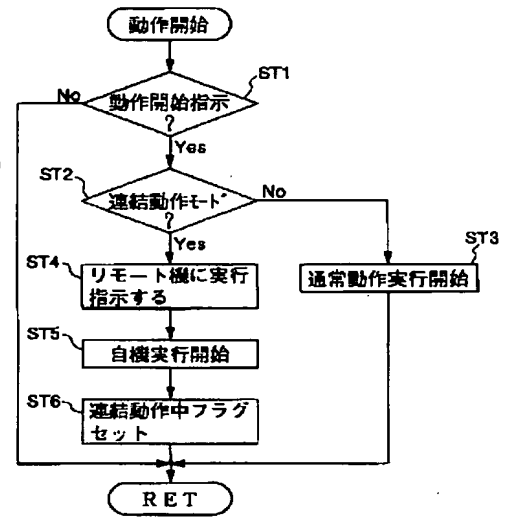 動作開始
ST1
No
動作開始指示
?
Yes
ST2
連結動作ﾓｰﾄﾞ
?
No
Yes
ST3
ST4
リモート機に実行
指示する
通常動作実行開始
ST5
自機実行開始
ST6
連結動作中フラグ
セット
RET